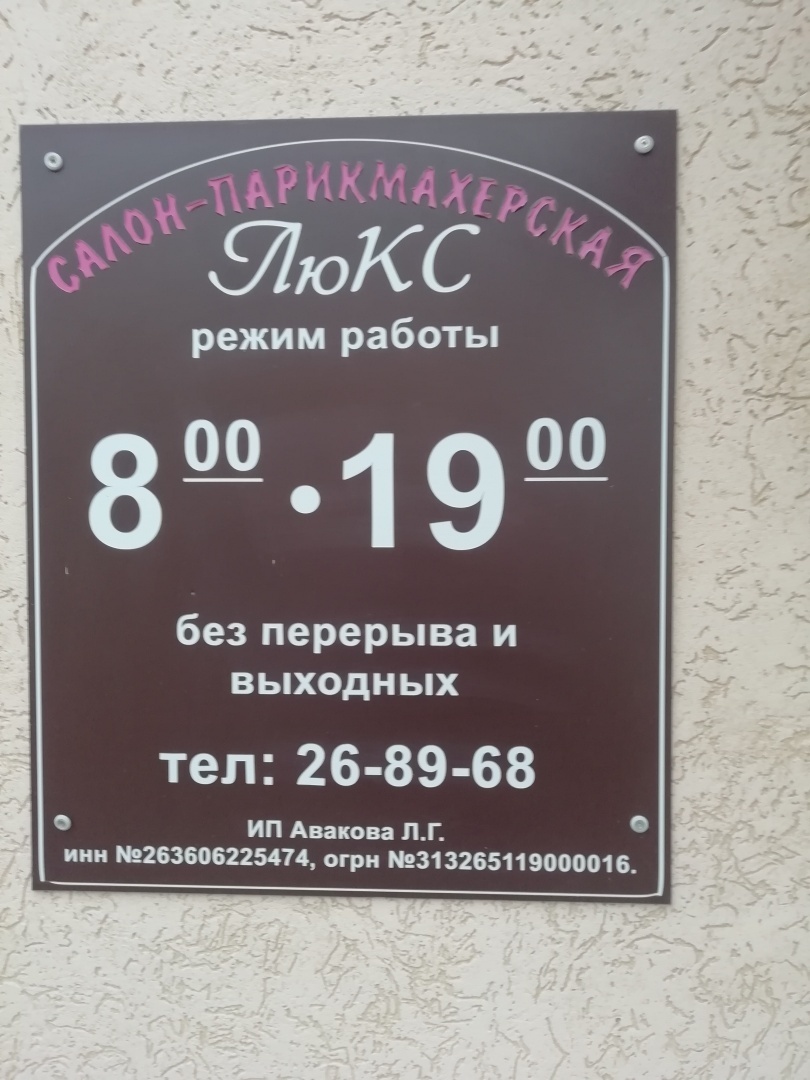 САЛОН-ПАРИКМАХЕРСКАЯ
ЛюКС
режим работы
8 00 • 19 00
без перерыва и
выходных
тел: 26-89-68
ИП Авакова Л.Г.
инн №263606225474, огрн №313265119000016.